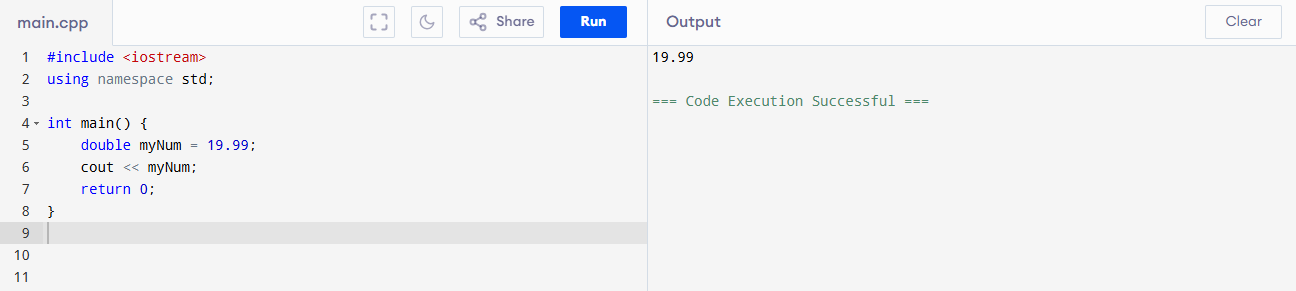 main.cpp
Share
Run
Output
Clear
1 #include <iostream>
2 using namespace std;
3
4 int main() {
5     double myNum = 19.99;
6     cout << myNum;
7     return 0;
8 }
9
10
11
19.99
=== Code Execution Successful ===